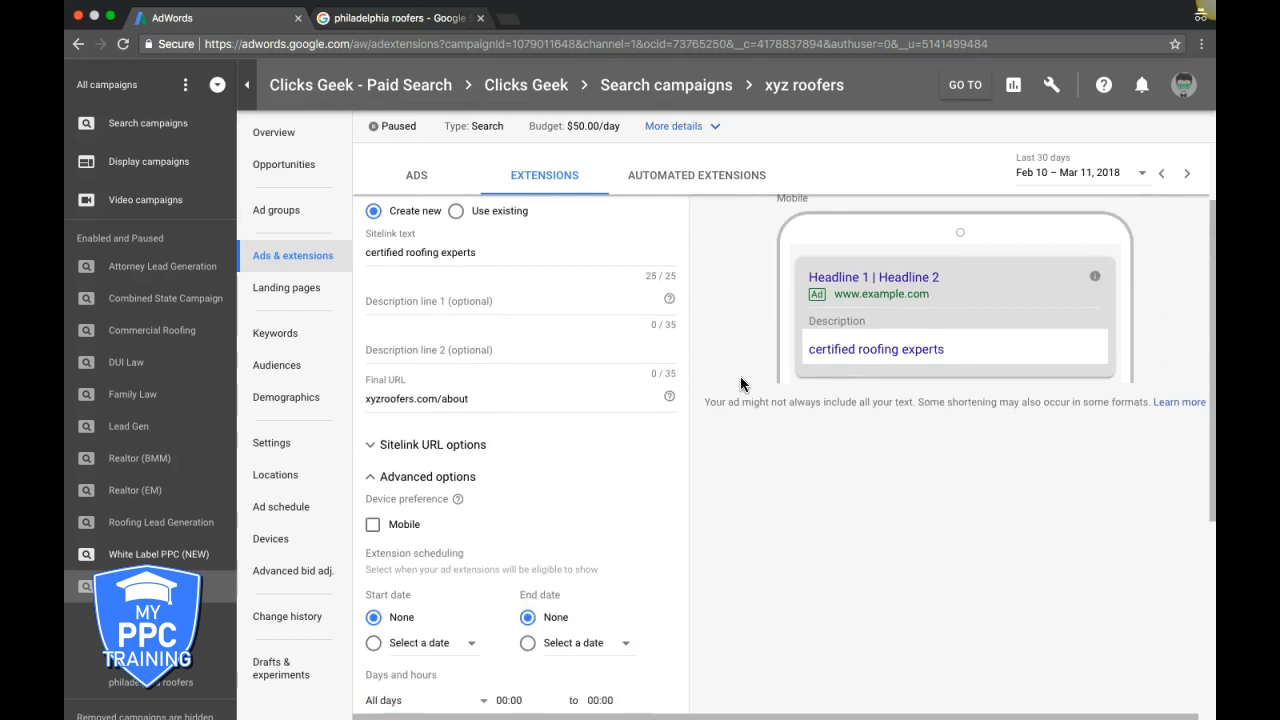 AdWords
philadelphia roofers - Google
Secure
https://adwords.google.com/aw/adextensions?campaignId=1079011648&channel=1&ocid=73765250&__c=4178837894&authuser=0&__u=5141499484
All campaigns
Clicks Geek - Paid Search > Clicks Geek > Search campaigns > xyz roofers
GO TO
Search campaigns
Display campaigns
Video campaigns
Enabled and Paused
Attorney Lead Generation
Combined State Campaign
Commercial Roofing
DUI Law
Family Law
Lead Gen
Realtor (BMM)
Realtor (EM)
Roofing Lead Generation
White Label PPC (NEW)
MY
PPC
TRAINING
roofers
Removed campaigns are hidden
Overview
Opportunities
Ad groups
Ads & extensions
Landing pages
Keywords
Audiences
Demographics
Settings
Locations
Ad schedule
Devices
Advanced bid adj.
Change history
Drafts &
experiments
Paused
Type: Search
Budget: $50.00/day
More details
ADS
EXTENSIONS
AUTOMATED EXTENSIONS
Last 30 days
Feb 10 – Mar 11, 2018
Create new
Use existing
Sitelink text
certified roofing experts
25 / 25
Description line 1 (optional)
0 / 35
Description line 2 (optional)
0 / 35
Final URL
xyzroofers.com/about
Sitelink URL options
Advanced options
Device preference
Mobile
Extension scheduling
Select when your ad extensions will be eligible to show
Start date
End date
None
None
Select a date
Select a date
Days and hours
All days
00:00
to
00:00
Mobile
Headline 1 | Headline 2
Ad
www.example.com
Description
certified roofing experts
Your ad might not always include all your text. Some shortening may also occur in some formats. Learn more